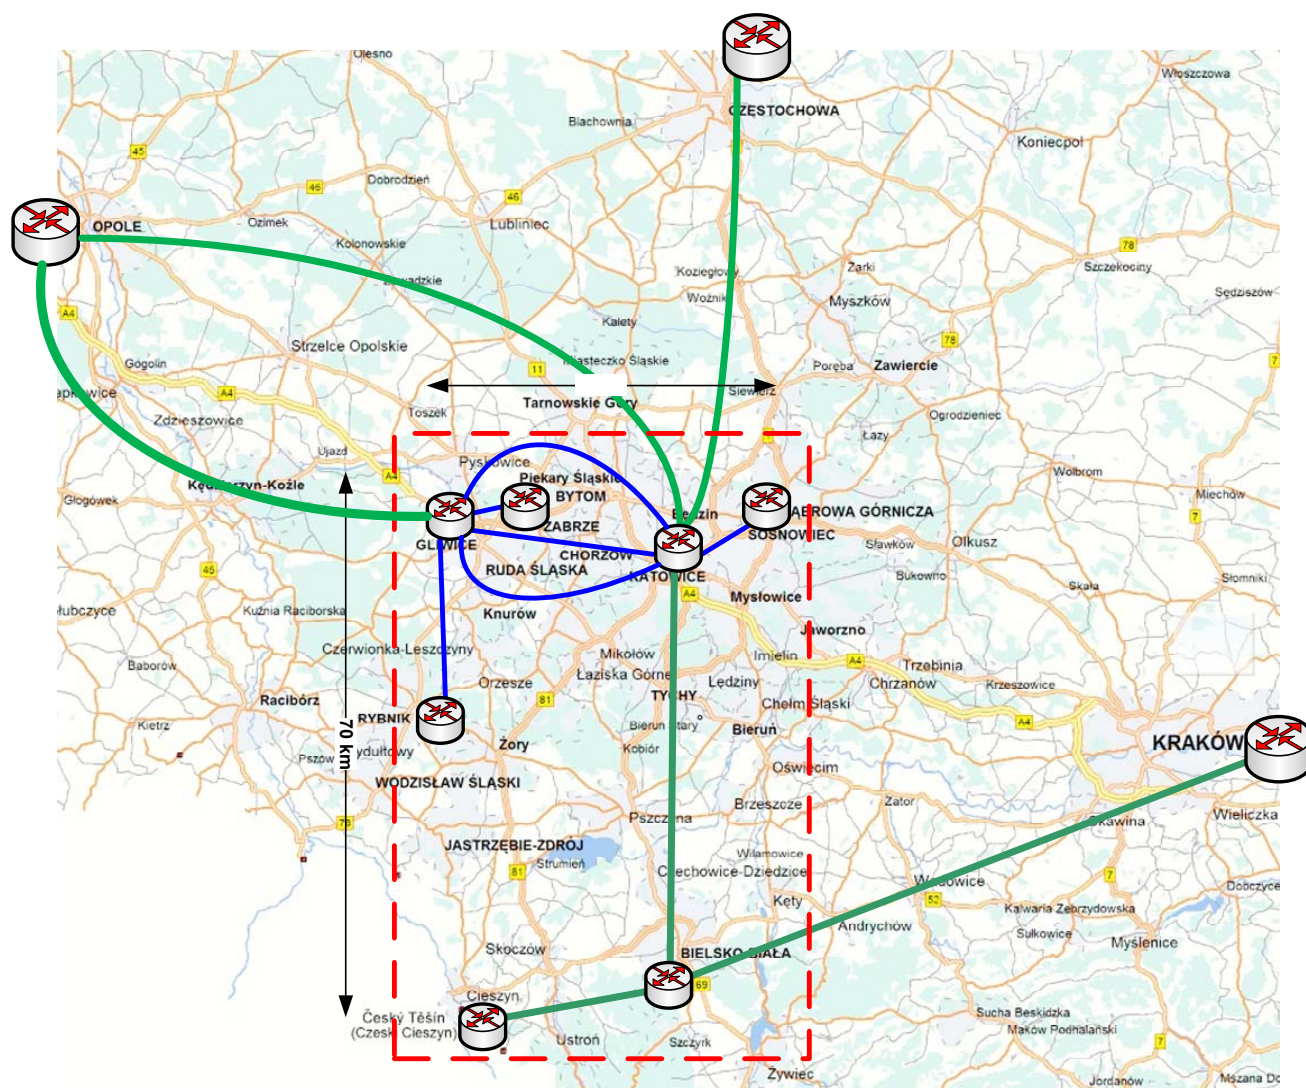 Olesno
Włoszczowa
CZĘSTOCHOWA
Blachownia
Koniecpol
45
Dobrodzień
46
46
OPOLE
Ozimek
Lubliniec
Kolonowskie
78
Koziegłowy
Żarki
Szczekociny
Woźnik
Myszków
Sędziszów
A4
Kalety
Strzelce Opolskie
78
Gogolin
11
Miasteczko Śląskie
Poręba
Zawiercie
7
A4
Siewierz
Zdzieszowice
Toszek
Tarnowskie Góry
Ogrodzieniec
1
Łazy
Ujazd
Pyskowice
Wolbrom
A4
Piekary Śląskie
Głogówek
BYTOM
Miechów
7
ZABRZE
SOSNOWIEC
GLIWICE
CHORZÓW
Sławków
Olkusz
45
RUDA ŚLĄSKA
KATOWICE
Bukowno
Słomniki
Skała
A4
Mysłowice
Kuźnia Raciborska
Knurów
Jaworzno
Czerwionka-Leszczyny
Mikołów
Imielin
A4
Trzebinia
Baborów
Łaziska Górne
Lędziny
Chrzanów
Krzeszowice
Orzesze
81
TYCHY
Chełm Śląski
Racibórz
Kietrz
RYBNIK
Bieruń Stary
Bieruń
A4
70 km
Żory
Kobiór
KRAKÓW
Oświęcim
WODZISŁAW ŚLĄSKI
78
Pszczyna
Brzeszcze
Zator
Skawina
Wieliczka
JASTRZĘBIE-ZDRÓJ
Wilamowice
Strumień
81
Czechowice-Dziedzice
7
Wadowice
Dobczyce
Kęty
52
Kalwaria Zebrzydowska
Andrychów
Sułkowice
Myślenice
Skoczów
BIELSKO-BIAŁA
69
Cieszyn
Český Těšín
(Czeski Cieszyn)
Sucha Beskidzka
Maków Podhalański
Ustroń
Szczyrk
7
Żywiec
Jordanów
Mszana Do